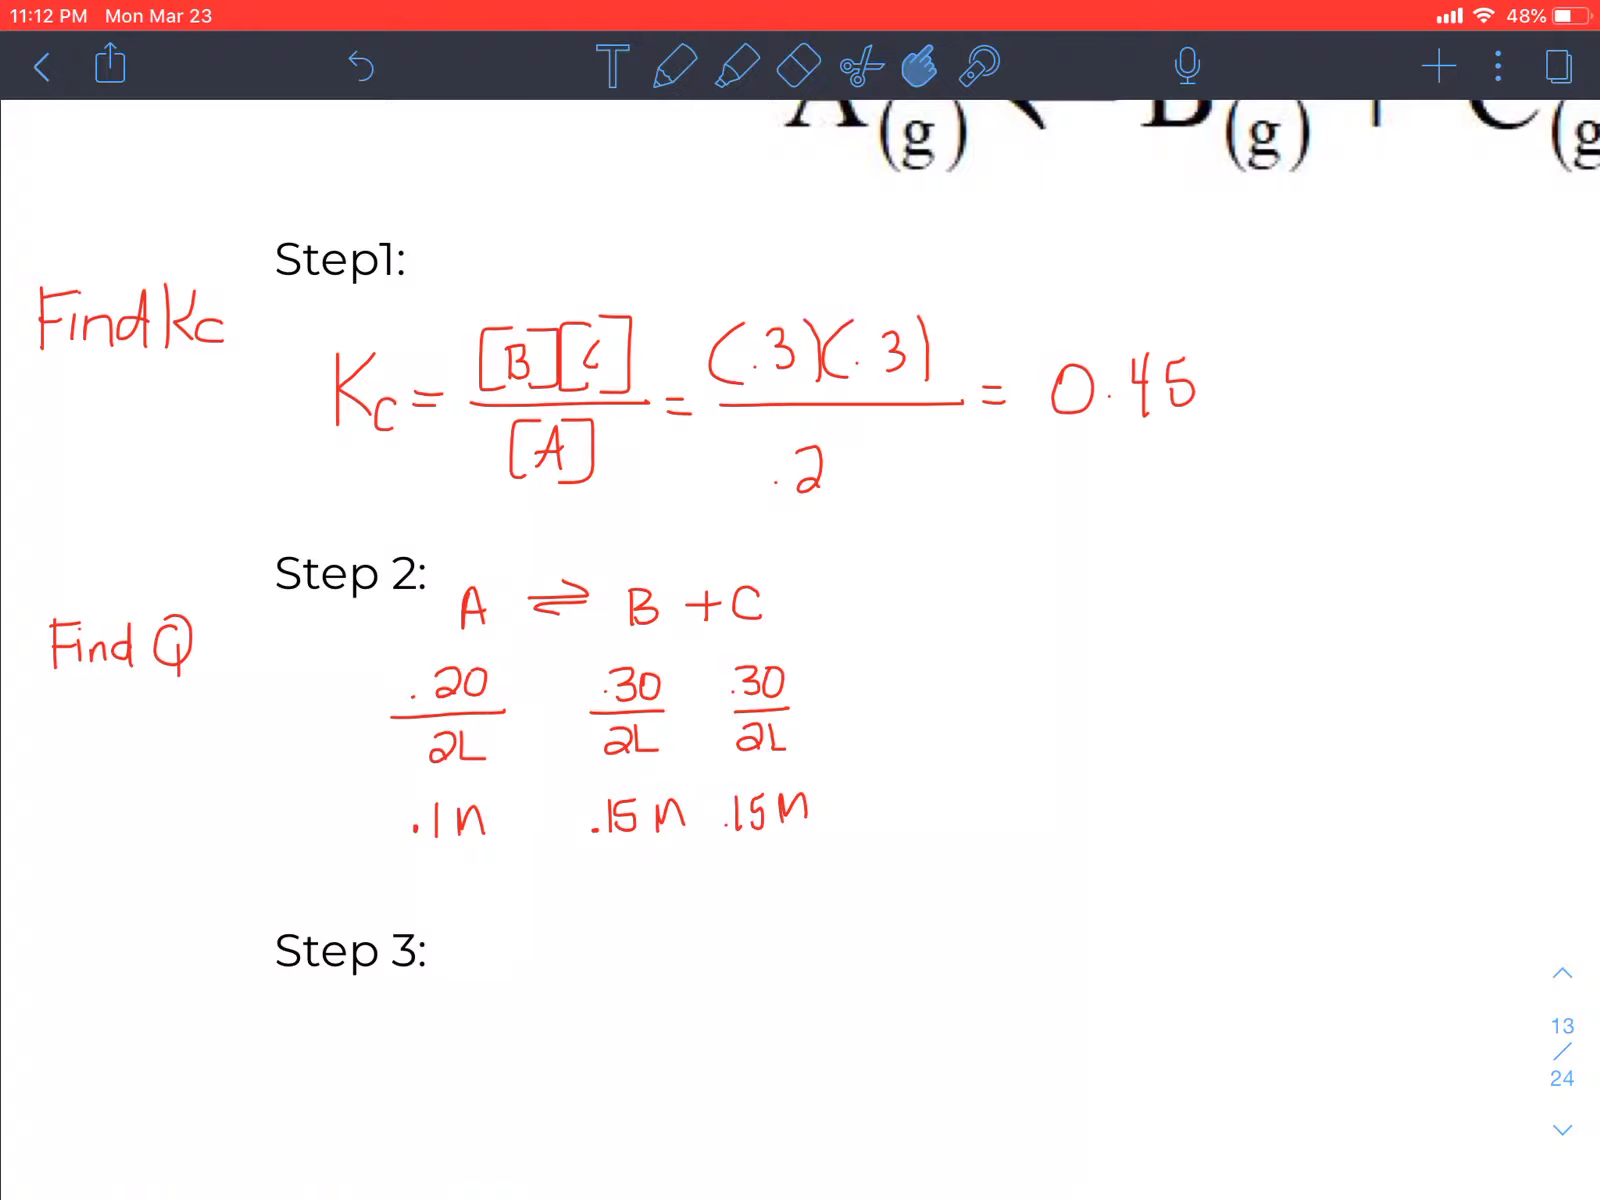 11:12 PM Mon Mar 23 48%
A(g) B(g) + C(g
Step1:
Find Kc
Kc = [B][C] / [A] = (.3)(.3) / .2 = 0.45
Step 2:
A ⇌ B + C
Find Q
.20 / 2L .30 / 2L .30 / 2L
.1M .15M .15M
Step 3:
13
/
24